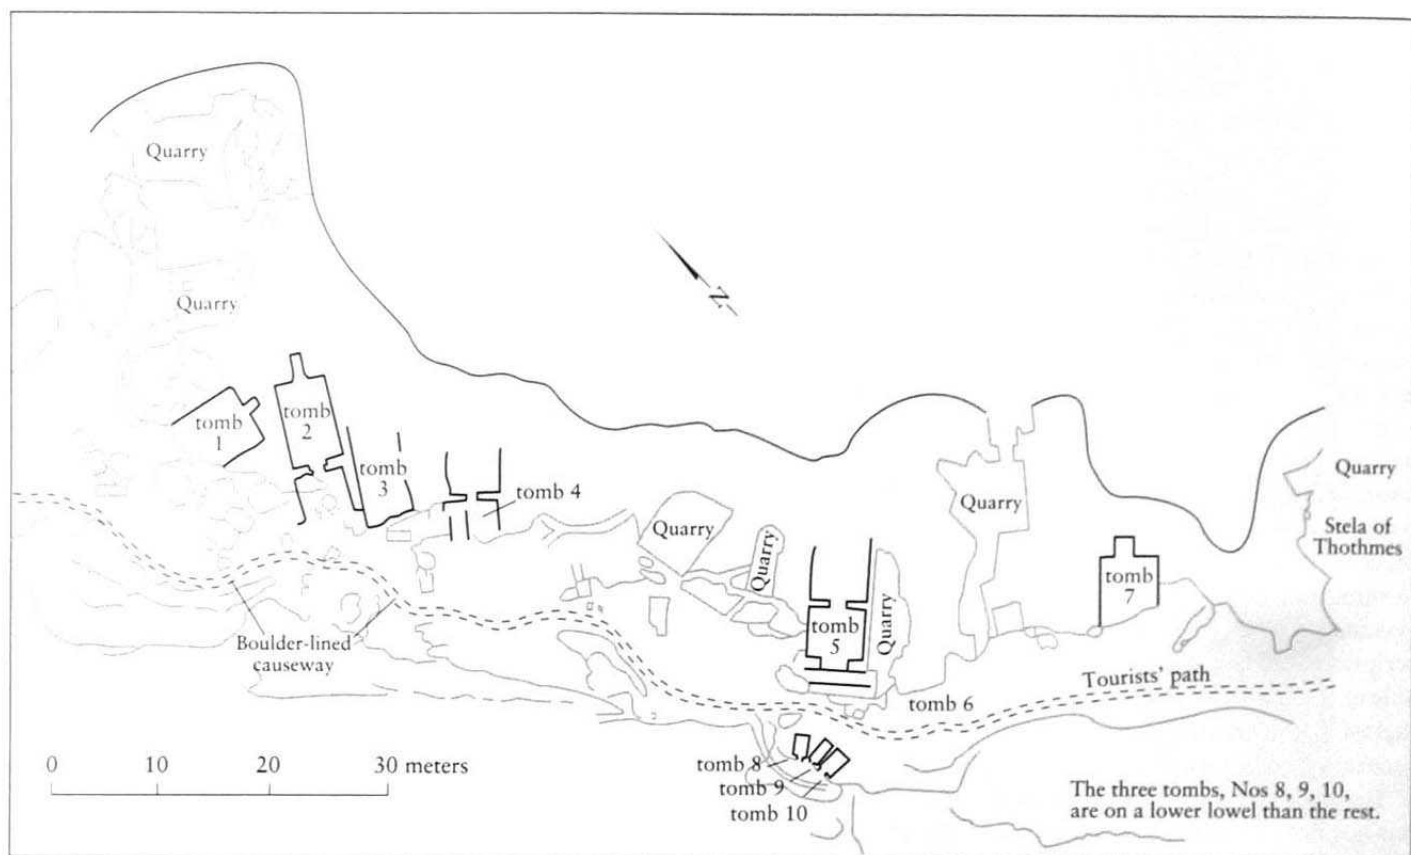 Quarry
Quarry
N
tomb
1
tomb
2
tomb
3
tomb 4
Quarry
Quarry
Quarry
Quarry
Quarry
Stela of
Thothmes
tomb
5
tomb
7
Boulder-lined
causeway
tomb 6
Tourists' path
0 10 20 30 meters
tomb 8
tomb 9
tomb 10
The three tombs, Nos 8, 9, 10,
are on a lower lowel than the rest.